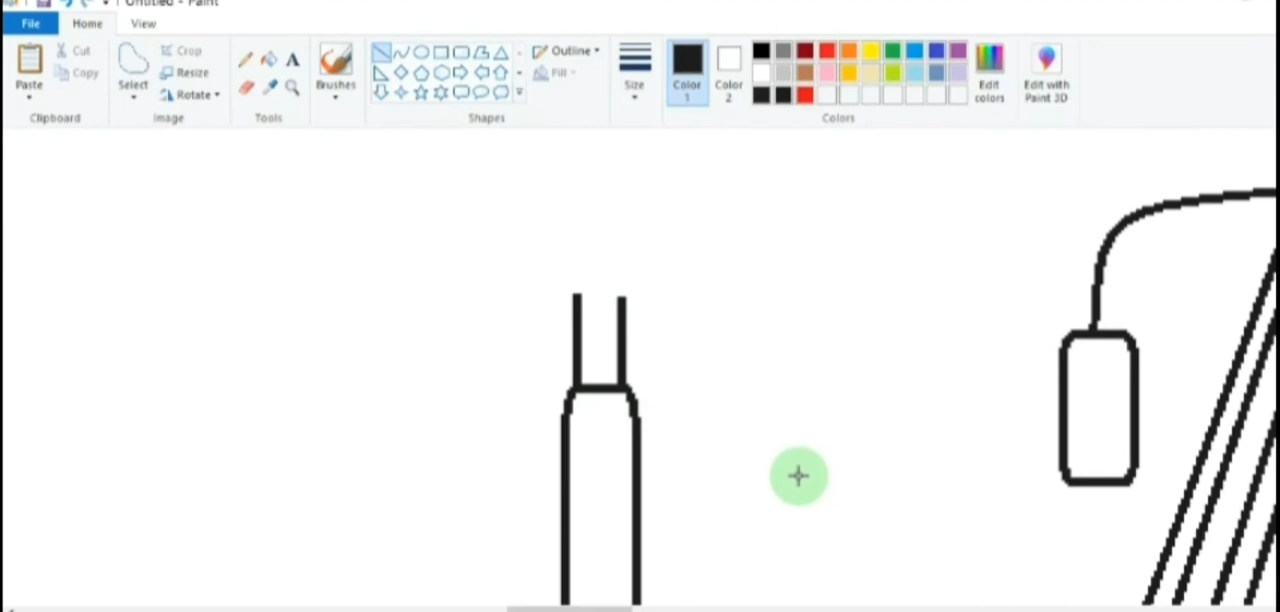 Untitled - Paint
File Home View
Paste
Cut
Copy
Clipboard
Select
Crop
Resize
Rotate
Image
A
Tools
Brushes
Outline
Fill
Shapes
Size
Color 1
Color 2
Edit colors
Colors
Edit with Paint 3D